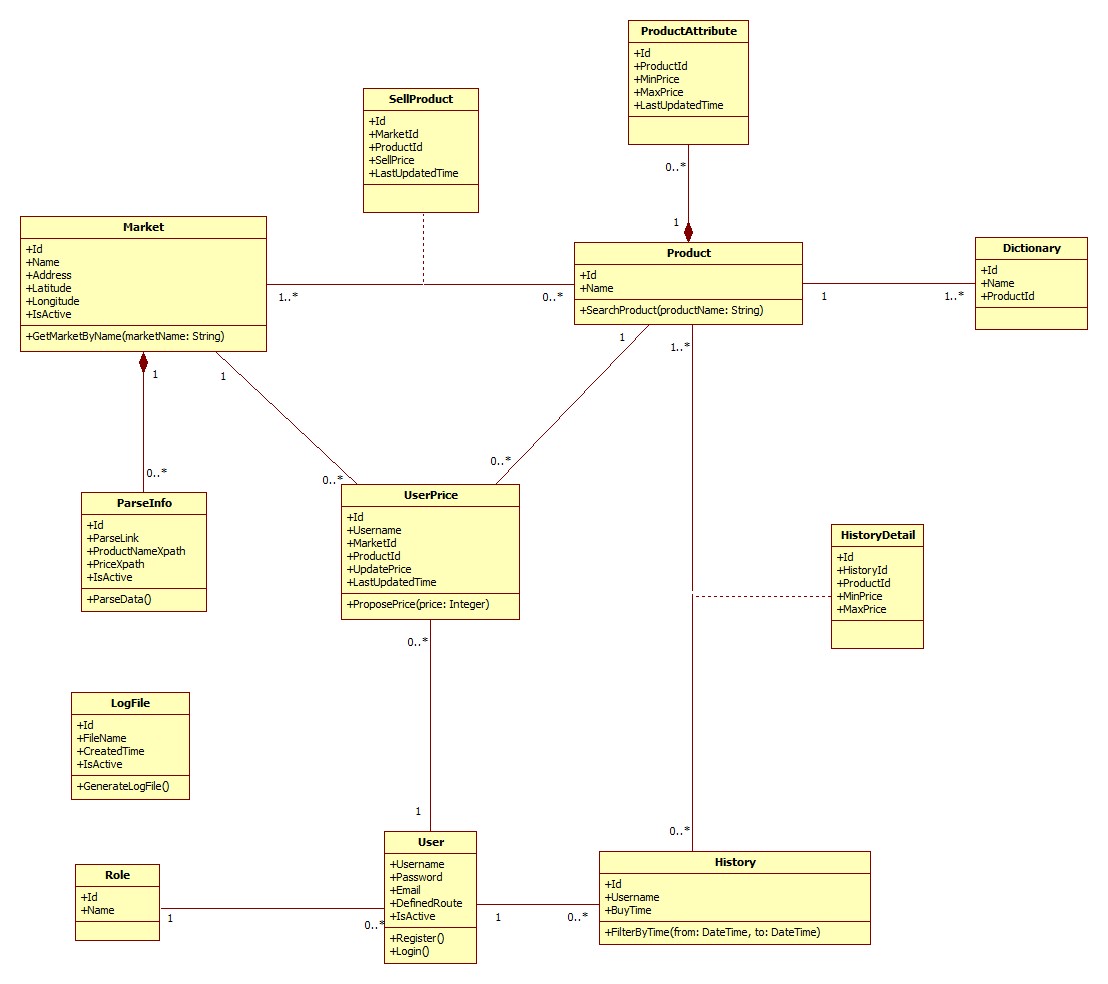 ProductAttribute
+Id
+ProductId
+MinPrice
+MaxPrice
+LastUpdatedTime
SellProduct
+Id
+MarketId
+ProductId
+SellPrice
+LastUpdatedTime
0..*
1
Market
+Id
+Name
+Address
+Latitude
+Longitude
+IsActive
+GetMarketByName(marketName: String)
1..*
0..*
Product
+Id
+Name
+SearchProduct(productName: String)
1
1..*
Dictionary
+Id
+Name
+ProductId
1
1
1
1..*
0..*
0..*
0..*
ParseInfo
+Id
+ParseLink
+ProductNameXpath
+PriceXpath
+IsActive
+ParseData()
UserPrice
+Id
+Username
+MarketId
+ProductId
+UpdatePrice
+LastUpdatedTime
+ProposePrice(price: Integer)
HistoryDetail
+Id
+HistoryId
+ProductId
+MinPrice
+MaxPrice
0..*
LogFile
+Id
+FileName
+CreatedTime
+IsActive
+GenerateLogFile()
1
0..*
Role
+Id
+Name
1
0..*
User
+Username
+Password
+Email
+DefinedRoute
+IsActive
+Register()
+Login()
1
0..*
History
+Id
+Username
+BuyTime
+FilterByTime(from: DateTime, to: DateTime)